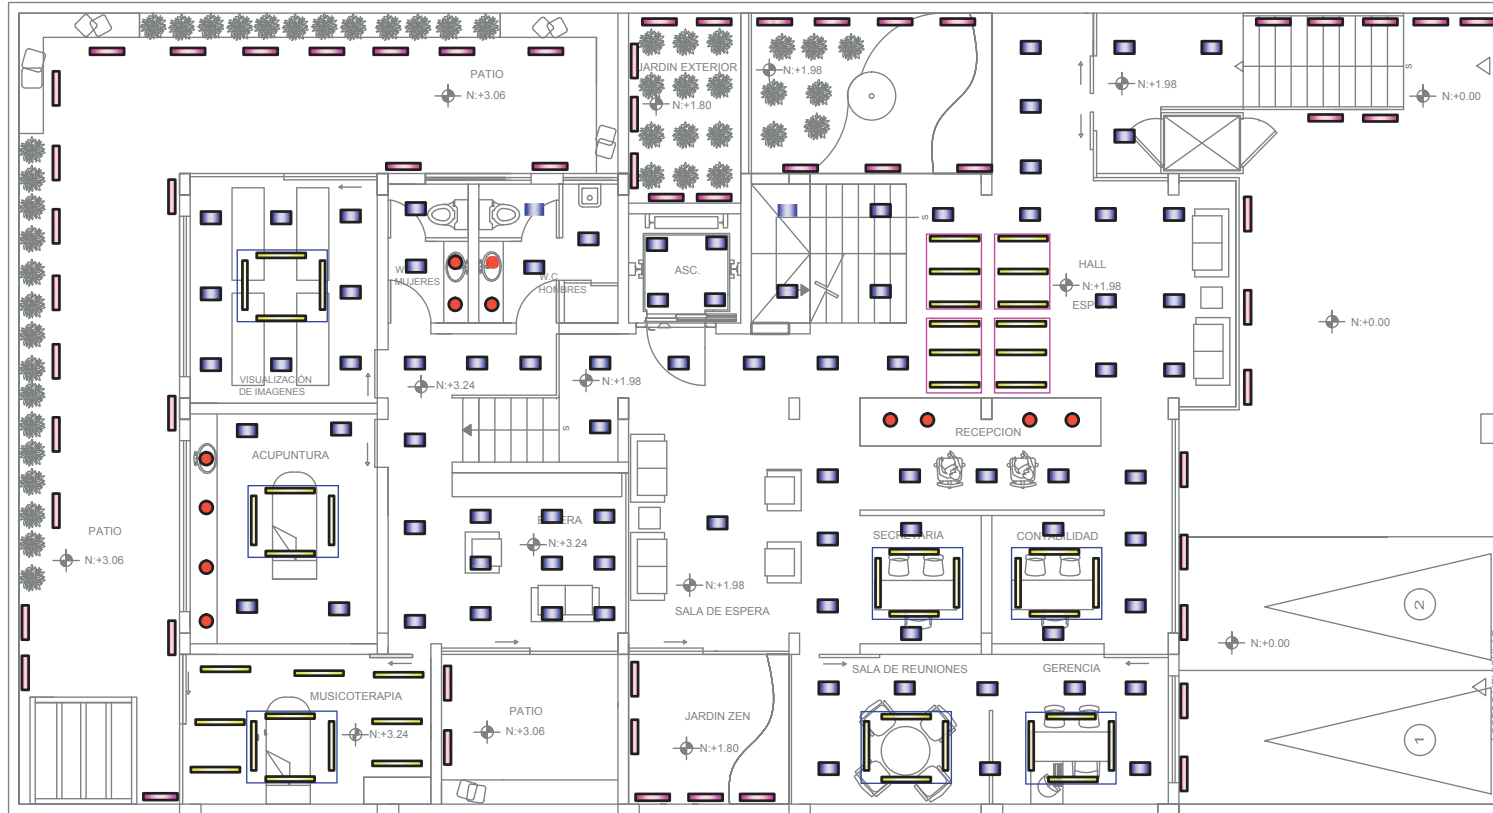 PATIO
N:+3.06
JARDIN EXTERIOR
N:+1.80
N:+1.98
N:+1.98
S
N:+0.00
ASC.
S
HALL
N:+1.98
N:+0.00
MUJERES
W.C
HOMBRES
VISUALIZACIÓN
DE IMAGENES
N:+3.24
N:+1.98
RECEPCION
S
ACUPUNTURA
PATIO
N:+3.06
N:+3.24
SECRETARIA
CONTABILIDAD
N:+1.98
SALA DE ESPERA
2
N:+0.00
SALA DE REUNIONES
GERENCIA
MUSICOTERAPIA
N:+3.24
PATIO
N:+3.06
JARDIN ZEN
N:+1.80
1